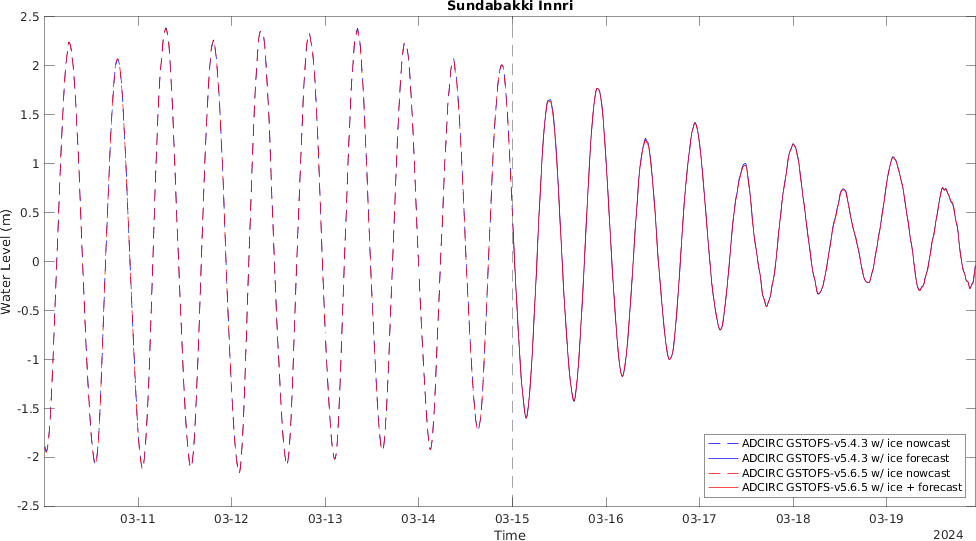 Sundabakki Innri
2.5
2
1.5
1
0.5
0
-0.5
-1
-1.5
-2
-2.5
Water Level (m)
ADCIRC GSTOFS-v5.4.3 w/ ice nowcast
ADCIRC GSTOFS-v5.4.3 w/ ice forecast
ADCIRC GSTOFS-v5.6.5 w/ ice nowcast
ADCIRC GSTOFS-v5.6.5 w/ ice + forecast
03-11 03-12 03-13 03-14 03-15 03-16 03-17 03-18 03-19
Time
2024